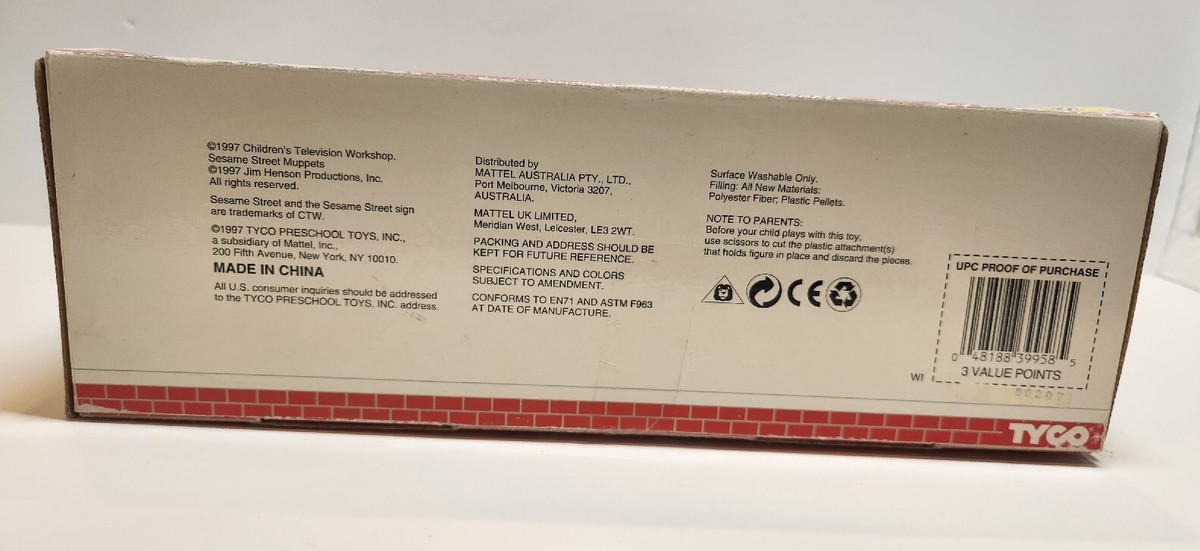 ©1997 Children's Television Workshop.
Sesame Street Muppets
©1997 Jim Henson Productions, Inc.
All rights reserved.
Sesame Street and the Sesame Street sign
are trademarks of CTW.
©1997 TYCO PRESCHOOL TOYS, INC.,
a subsidiary of Mattel, Inc.,
200 Fifth Avenue, New York, NY 10010.
MADE IN CHINA
All U.S. consumer inquiries should be addressed
to the TYCO PRESCHOOL TOYS, INC. address.
Distributed by
MATTEL AUSTRALIA PTY., LTD.,
Port Melbourne, Victoria 3207,
AUSTRALIA.
MATTEL UK LIMITED,
Meridian West, Leicester, LE3 2WT.
PACKING AND ADDRESS SHOULD BE
KEPT FOR FUTURE REFERENCE.
SPECIFICATIONS AND COLORS
SUBJECT TO AMENDMENT.
CONFORMS TO EN71 AND ASTM F963
AT DATE OF MANUFACTURE.
Surface Washable Only.
Filling: All New Materials:
Polyester Fiber; Plastic Pellets.
NOTE TO PARENTS:
Before your child plays with this toy,
use scissors to cut the plastic attachment(s)
that holds figure in place and discard the pieces.
CE
UPC PROOF OF PURCHASE
0 48188 39958 5
3 VALUE POINTS
WI
50207
TYCO